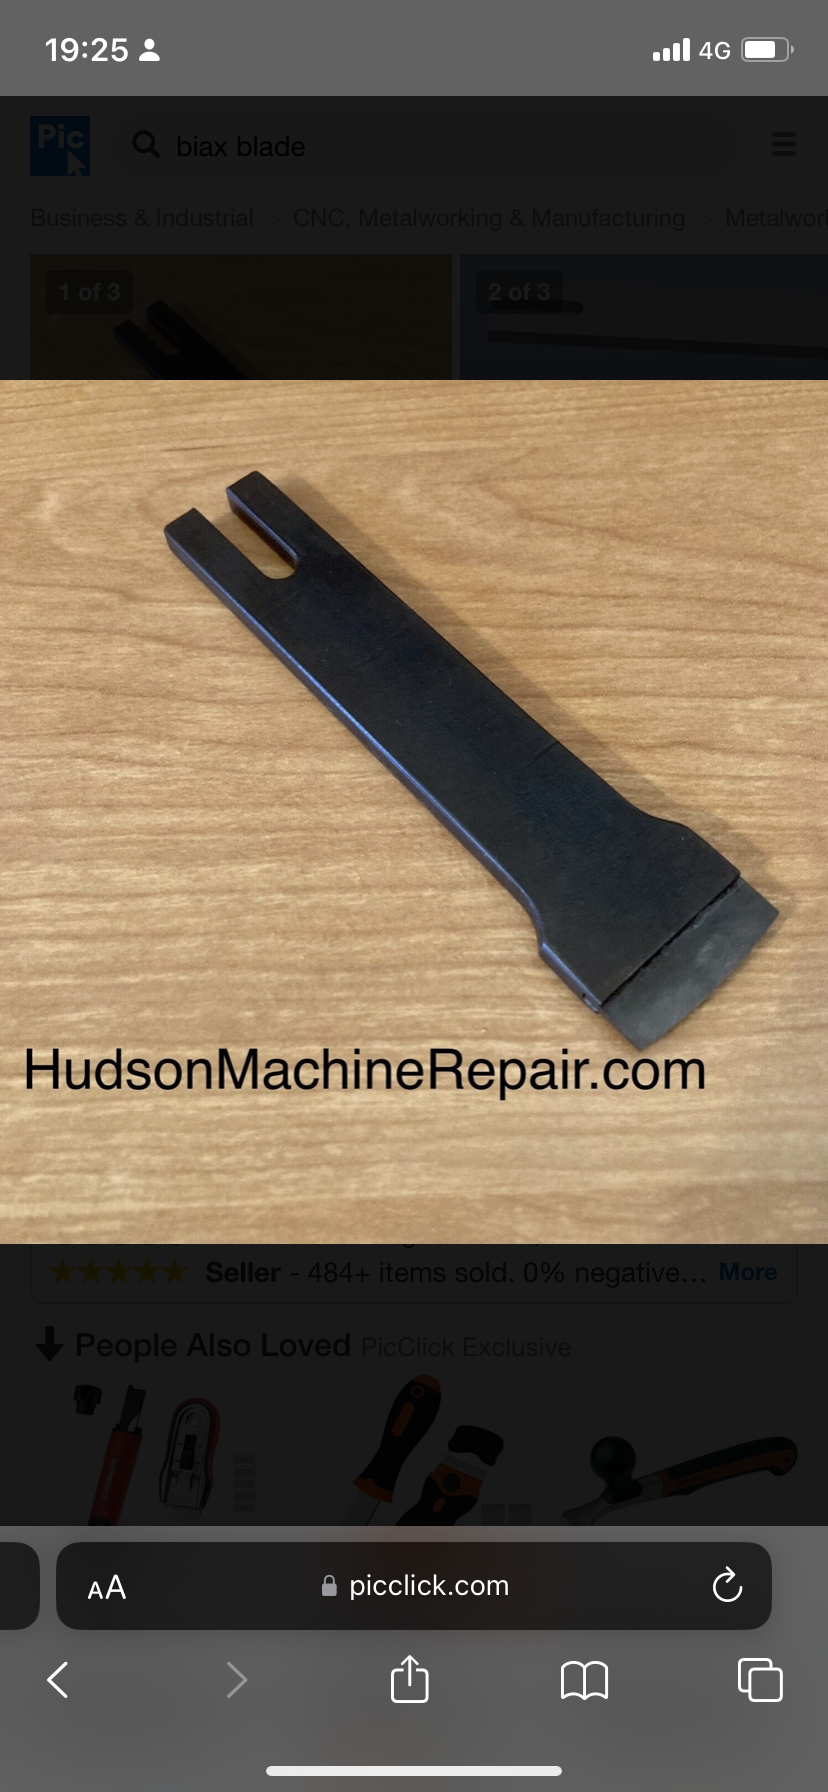 19:25
4G
Pic
biax blade
Business & Industrial > CNC, Metalworking & Manufacturing >
1 of 3
2 of 3
HudsonMachineRepair.com
Seller - 484+ items sold. 0% negative... More
People Also Loved PicClick Exclusive
AA
picclick.com